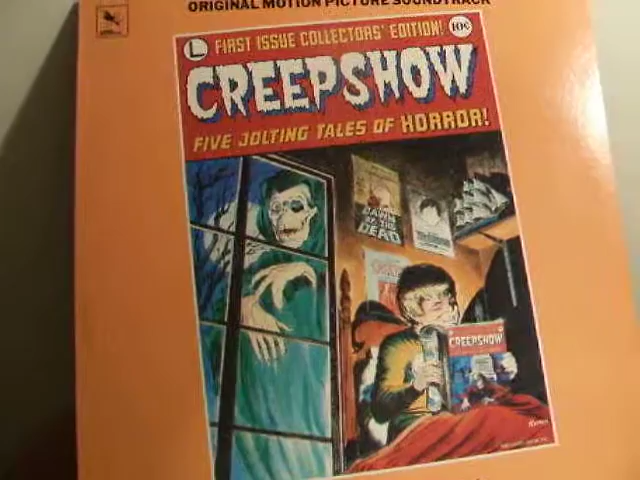 ORIGINAL MOTION PICTURE SOUNDTRACK
L FIRST ISSUE COLLECTORS' EDITION! 10¢
CREEPSHOW
FIVE JOLTING TALES OF HORROR!
DAWN
OF THE
DEAD
CREEPSHOW